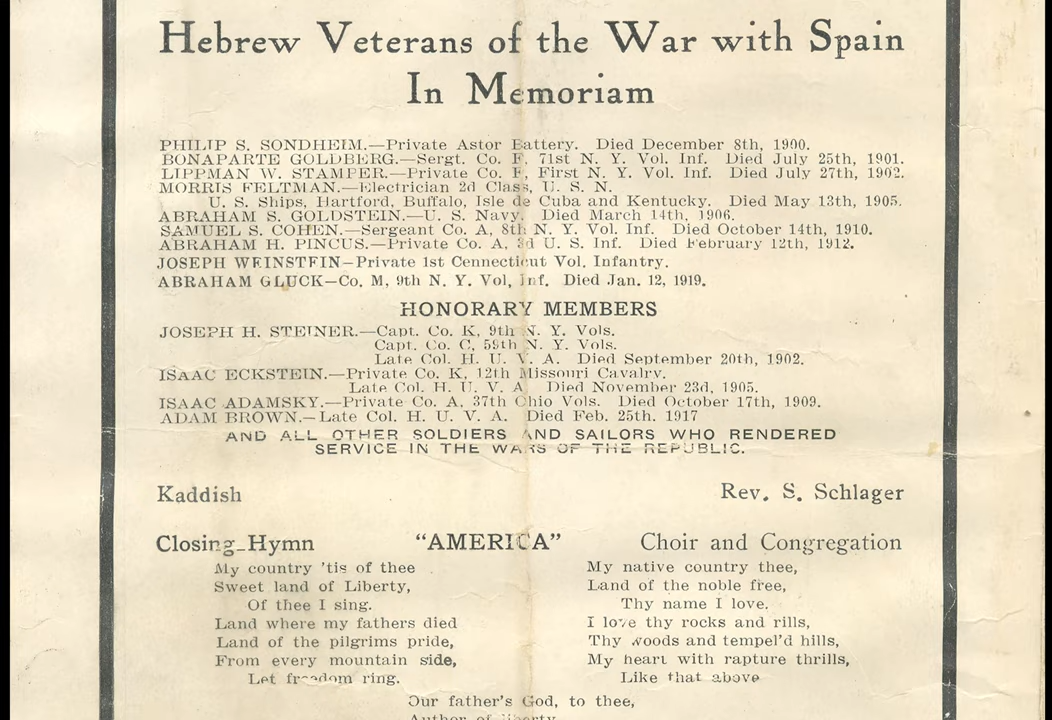 Hebrew Veterans of the War with Spain
In Memoriam
PHILIP S. SONDHEIM.—Private Astor Battery. Died December 8th, 1900.
BONAPARTE GOLDBERG.—Sergt. Co. F, 71st N. Y. Vol. Inf. Died July 25th, 1901.
LIPPMAN W. STAMPER.—Private Co. F, First N. Y. Vol. Inf. Died July 27th, 1902.
MORRIS FELTMAN.—Electrician 2d Class, U. S. N.
U. S. Ships, Hartford, Buffalo, Isle de Cuba and Kentucky. Died May 13th, 1905.
ABRAHAM S. GOLDSTEIN.—U. S. Navy. Died March 14th, 1906.
SAMUEL S. COHEN.—Sergeant Co. A, 8th N. Y. Vol. Inf. Died October 14th, 1910.
ABRAHAM H. PINCUS.—Private Co. A, 3d U. S. Inf. Died February 12th, 1912.
JOSEPH WEINSTEIN—Private 1st Cennecticut Vol. Infantry.
ABRAHAM GLUCK—Co. M, 9th N. Y. Vol, Inf. Died Jan. 12, 1919.
HONORARY MEMBERS
JOSEPH H. STEINER.—Capt. Co. K, 9th N. Y. Vols.
Capt. Co. C, 59th N. Y. Vols.
Late Col. H. U. V. A. Died September 20th, 1902.
ISAAC ECKSTEIN.—Private Co. K, 12th Missouri Cavalry.
Late Col. H. U. V. A. Died November 23d, 1905.
ISAAC ADAMSKY.—Private Co. A, 37th Ohio Vols. Died October 17th, 1909.
ADAM BROWN.—Late Col. H. U. V. A. Died Feb. 25th. 1917
AND ALL OTHER SOLDIERS AND SAILORS WHO RENDERED
SERVICE IN THE WARS OF THE REPUBLIC.
Kaddish Rev. S. Schlager
Closing Hymn "AMERICA" Choir and Congregation
My country 'tis of thee
Sweet land of Liberty,
Of thee I sing.
Land where my fathers died
Land of the pilgrims pride,
From every mountain side,
Let freedom ring.
My native country thee,
Land of the noble free,
Thy name I love.
I love thy rocks and rills,
Thy woods and tempel'd hills,
My heart with rapture thrills,
Like that above
Our father's God, to thee,
Author of liberty